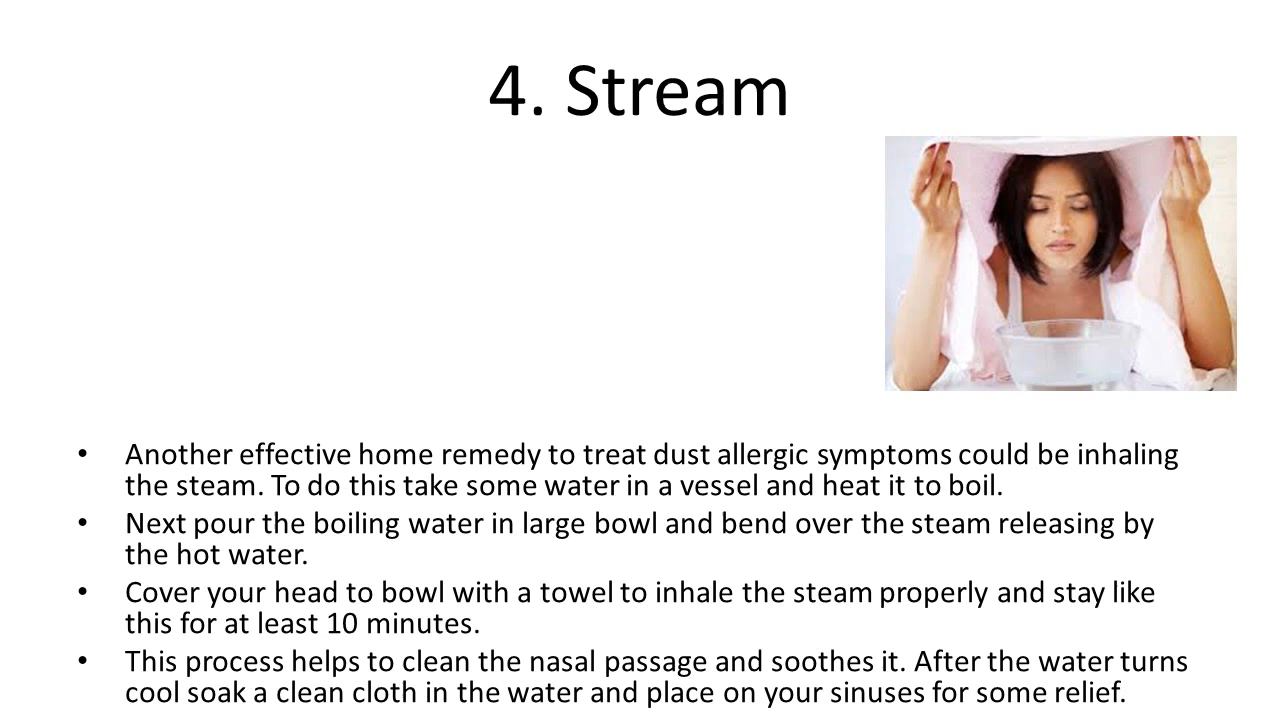 4. Stream
• Another effective home remedy to treat dust allergic symptoms could be inhaling
the steam. To do this take some water in a vessel and heat it to boil.
• Next pour the boiling water in large bowl and bend over the steam releasing by
the hot water.
• Cover your head to bowl with a towel to inhale the steam properly and stay like
this for at least 10 minutes.
• This process helps to clean the nasal passage and soothes it. After the water turns
cool soak a clean cloth in the water and place on your sinuses for some relief.